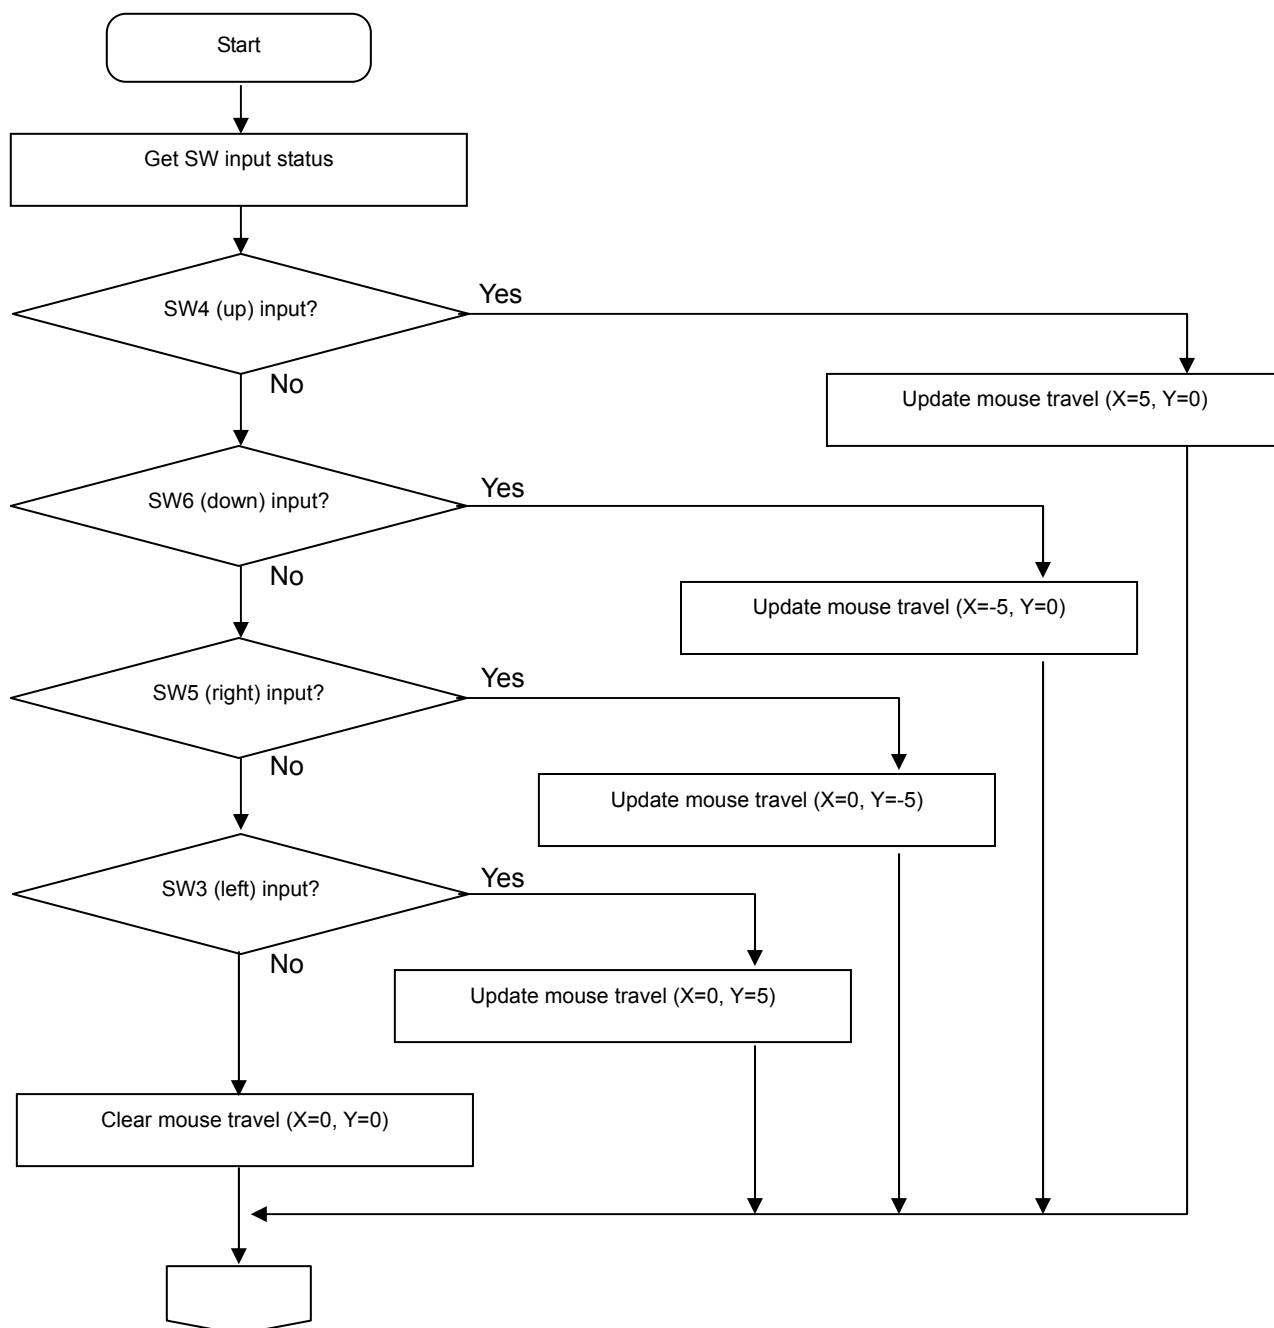 Start
Get SW input status
SW4 (up) input?
Yes
No
Update mouse travel (X=5, Y=0)
SW6 (down) input?
Yes
No
Update mouse travel (X=-5, Y=0)
SW5 (right) input?
Yes
No
Update mouse travel (X=0, Y=-5)
SW3 (left) input?
Yes
No
Update mouse travel (X=0, Y=5)
Clear mouse travel (X=0, Y=0)